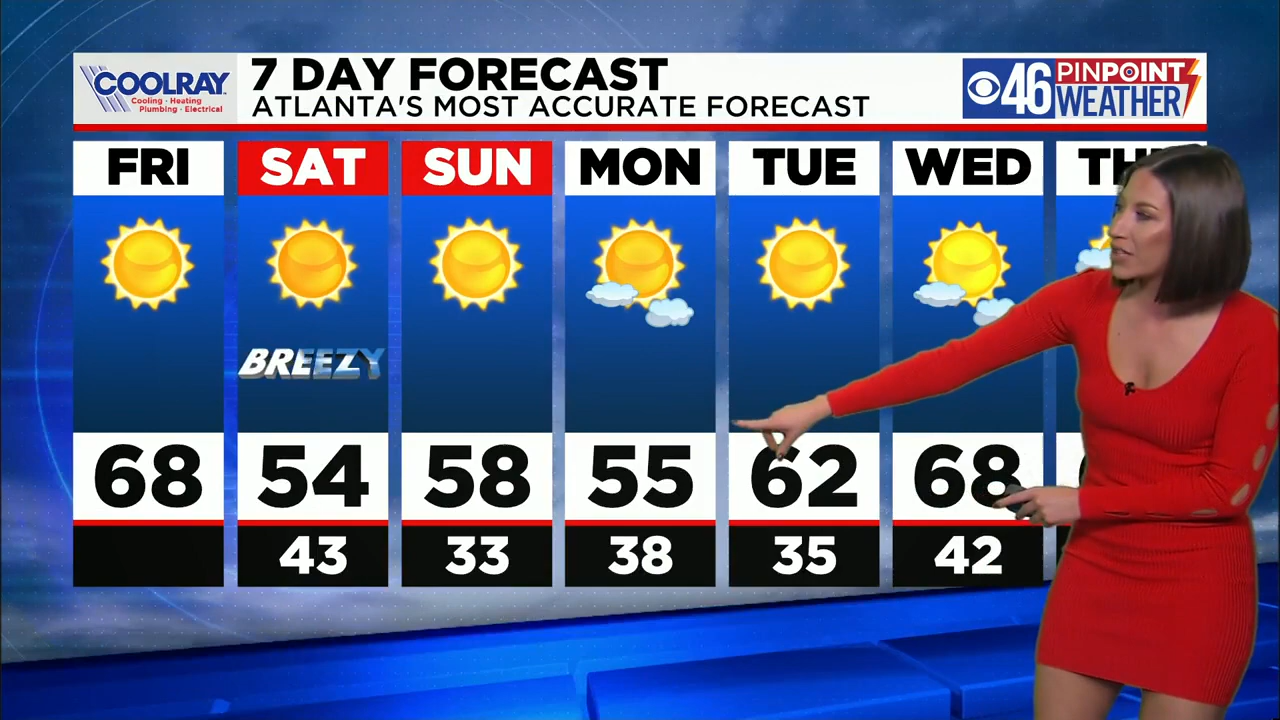 COOLRAY
Cooling · Heating
Plumbing · Electrical
7 DAY FORECAST
ATLANTA'S MOST ACCURATE FORECAST
46 PINPOINT
WEATHER
FRI SAT SUN MON TUE WED
BREEZY
68 54 58 55 62 68
43 33 38 35 42